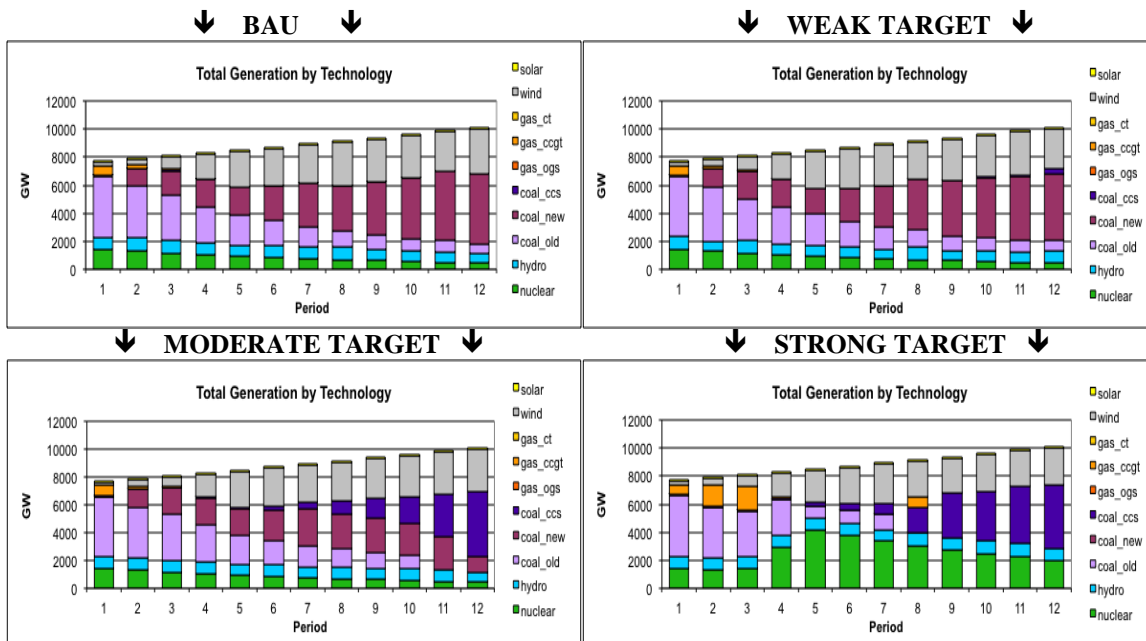 BAU
Total Generation by Technology
12000
10000
8000
6000
4000
2000
0
GW
1 2 3 4 5 6 7 8 9 10 11 12
Period
solar
wind
gas_ct
gas_ccgt
gas_ogs
coal_ccs
coal_new
coal_old
hydro
nuclear
WEAK TARGET
Total Generation by Technology
12000
10000
8000
6000
4000
2000
0
GW
1 2 3 4 5 6 7 8 9 10 11 12
Period
solar
wind
gas_ct
gas_ccgt
gas_ogs
coal_ccs
coal_new
coal_old
hydro
nuclear
MODERATE TARGET
Total Generation by Technology
12000
10000
8000
6000
4000
2000
0
GW
1 2 3 4 5 6 7 8 9 10 11 12
Period
solar
wind
gas_ct
gas_ccgt
gas_ogs
coal_ccs
coal_new
coal_old
hydro
nuclear
STRONG TARGET
Total Generation by Technology
12000
10000
8000
6000
4000
2000
0
GW
1 2 3 4 5 6 7 8 9 10 11 12
Period
solar
wind
gas_ct
gas_ccgt
gas_ogs
coal_ccs
coal_new
coal_old
hydro
nuclear